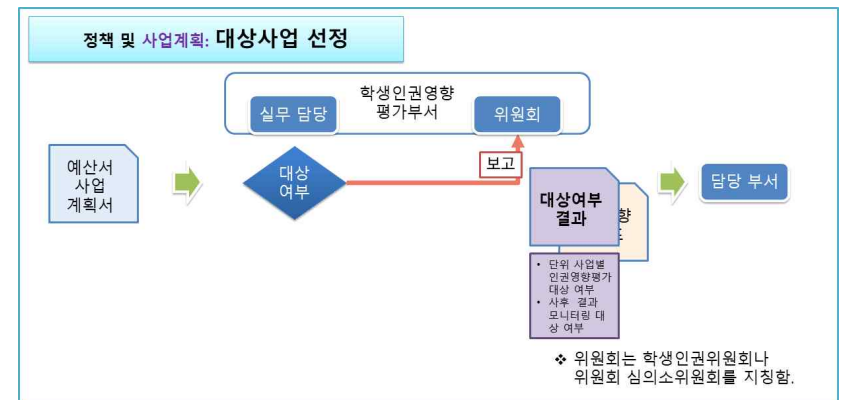 정책 및 사업계획: 대상사업 선정
학생인권영향
평가부서
실무 담당
위원회
예산서
사업
계획서
대상
여부
보고
대상여부
결과
향
담당 부서
• 단위 사업별
인권영향평가
대상 여부
• 사후 결과
모니터링 대
상 여부
❖ 위원회는 학생인권위원회나
위원회 심의소위원회를 지칭함.